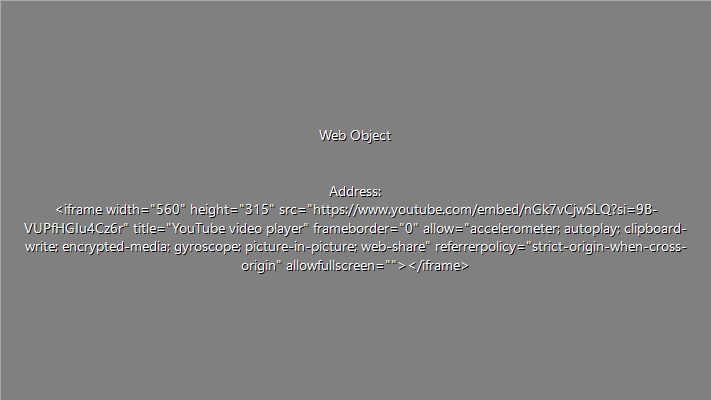 Web Object
Address:
<iframe width="560" height="315" src="https://www.youtube.com/embed/nGk7vCjwSLQ?si=9B-
VUPfHGIu4Cz6r" title="YouTube video player" frameborder="0" allow="accelerometer; autoplay; clipboard-
write; encrypted-media; gyroscope; picture-in-picture; web-share" referrerpolicy="strict-origin-when-cross-
origin" allowfullscreen=""></iframe>